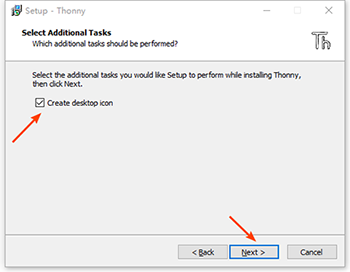 Setup - Thonny
Select Additional Tasks
Which additional tasks should be performed?
Th
Select the additional tasks you would like Setup to perform while installing Thonny,
then click Next.
Create desktop icon
< Back
Next >
Cancel